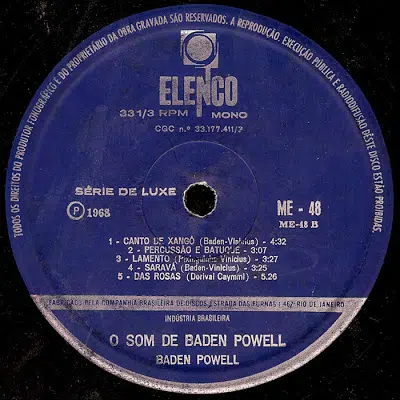 TODOS OS DIREITOS DO PRODUTOR FONOGRÁFICO E DO PROPRIETÁRIO DA OBRA GRAVADA SÃO RESERVADOS. A REPRODUÇÃO, EXECUÇÃO PÚBLICA E RADIODIFUSÃO DÊSTE DISCO ESTÃO PROIBIDAS.
ELENCO
33 1/3 RPM MONO
CGC n.º 33.177.411/7
SÉRIE DE LUXE
ME - 48
P 1968
ME-48 B
1 - CANTO DE XANGÔ (Baden-Vinicius) - 4:32
2 - PERCUSSÃO E BATUQUE - 3:07
3 - LAMENTO (Pixinguinha-Vinicius) - 3:27
4 - SARAVÁ (Baden-Vinicius) - 3:25
5 - DAS ROSAS (Dorival Caymmi) - 5.26
FABRICADO PELA COMPANHIA BRASILEIRA DE DISCOS ESTRADA DAS FURNAS 1 467-RIO DE JANEIRO
INDÚSTRIA BRASILEIRA
O SOM DE BADEN POWELL
BADEN POWELL